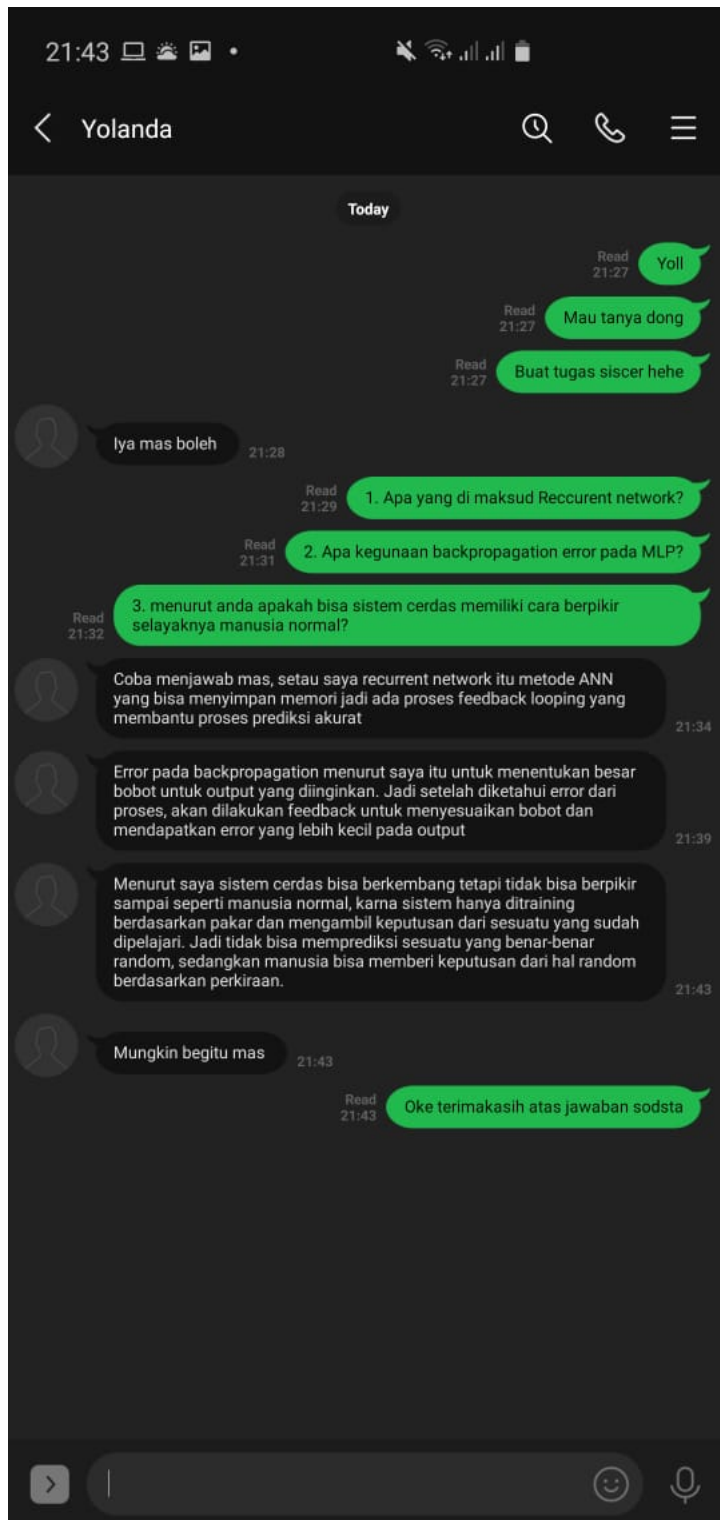 21:43
Yolanda
Today
Read
21:27
Yoll
Read
21:27
Mau tanya dong
Read
21:27
Buat tugas siscer hehe
Iya mas boleh
21:28
Read
21:29
1. Apa yang di maksud Reccurent network?
Read
21:31
2. Apa kegunaan backpropagation error pada MLP?
Read
21:32
3. menurut anda apakah bisa sistem cerdas memiliki cara berpikir
selayaknya manusia normal?
Coba menjawab mas, setau saya recurrent network itu metode ANN
yang bisa menyimpan memori jadi ada proses feedback looping yang
membantu proses prediksi akurat
21:34
Error pada backpropagation menurut saya itu untuk menentukan besar
bobot untuk output yang diinginkan. Jadi setelah diketahui error dari
proses, akan dilakukan feedback untuk menyesuaikan bobot dan
mendapatkan error yang lebih kecil pada output
21:39
Menurut saya sistem cerdas bisa berkembang tetapi tidak bisa berpikir
sampai seperti manusia normal, karna sistem hanya ditraining
berdasarkan pakar dan mengambil keputusan dari sesuatu yang sudah
dipelajari. Jadi tidak bisa memprediksi sesuatu yang benar-benar
random, sedangkan manusia bisa memberi keputusan dari hal random
berdasarkan perkiraan.
21:43
Mungkin begitu mas
21:43
Read
21:43
Oke terimakasih atas jawaban sodsta